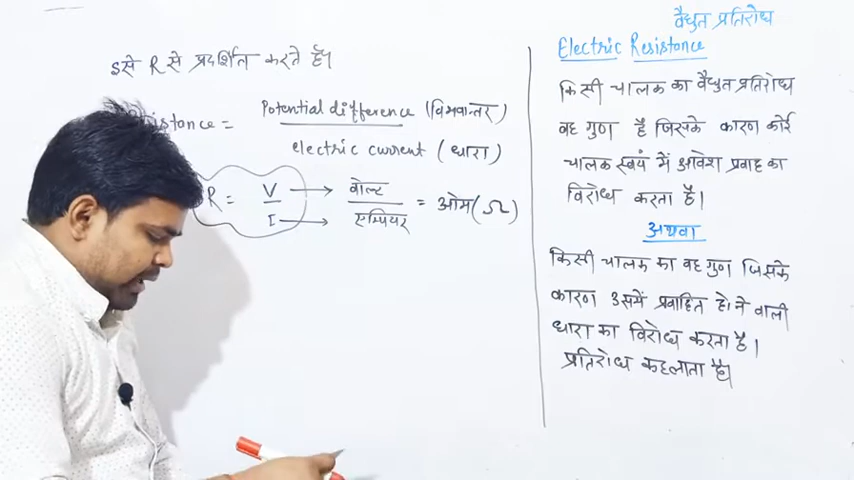 इसे R से प्रदर्शित करते हैं।
Resistance = Potential difference (विभवान्तर)
electric current (धारा)
R = V वोल्ट = ओम (Ω)
I एम्पियर
वैधुत प्रतिरोध
Electric Resistance
किसी चालक का वैधुत प्रतिरोध
वह गुण है जिसके कारण कोई
चालक स्वयं में आवेश प्रवाह का
विरोध करता है।
अथवा
किसी चालक का वह गुण जिसके
कारण उसमें प्रवाहित होने वाली
धारा का विरोध करता है।
प्रतिरोध कहलाता है।